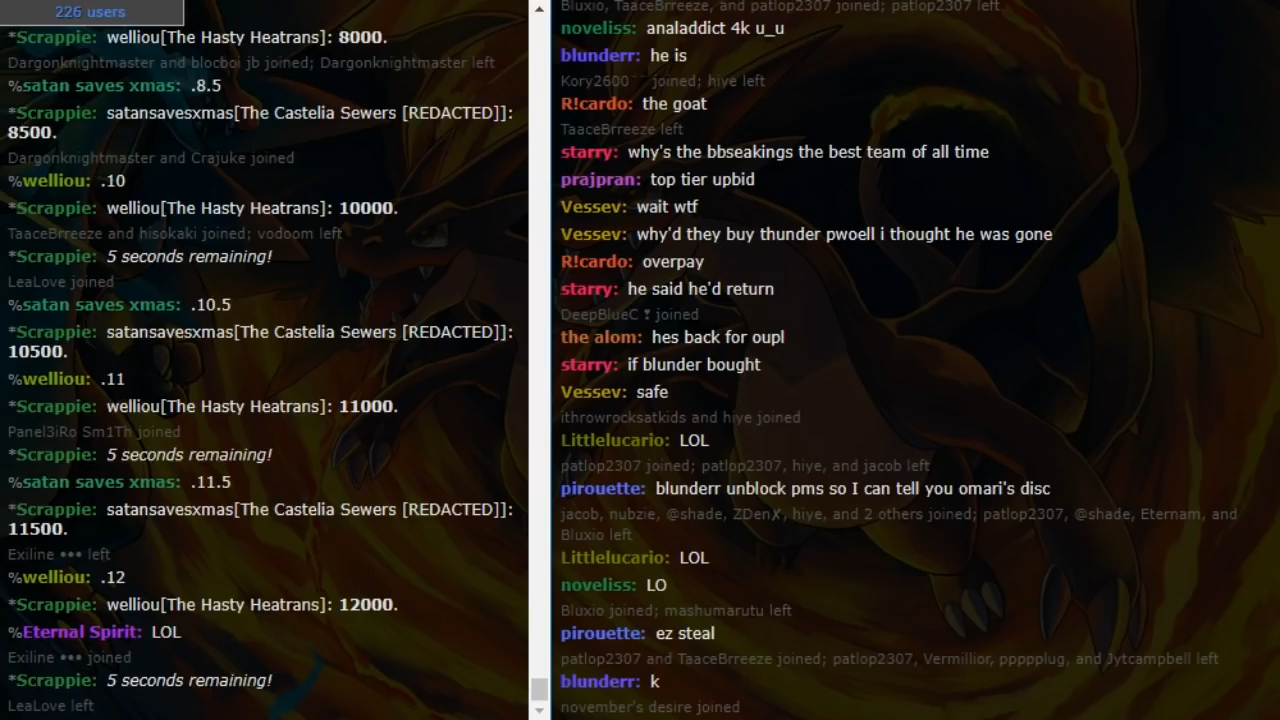 226 users
*Scrappie: welliou[The Hasty Heatrans]: 8000.
Dargonknightmaster and blocboi jb joined; Dargonknightmaster left
%satan saves xmas: .8.5
*Scrappie: satansavesxmas[The Castelia Sewers [REDACTED]]:
8500.
Dargonknightmaster and Crajuke joined
%welliou: .10
*Scrappie: welliou[The Hasty Heatrans]: 10000.
TaaceBrreeze and hisokaki joined; vodoom left
*Scrappie: 5 seconds remaining!
LeaLove joined
%satan saves xmas: .10.5
*Scrappie: satansavesxmas[The Castelia Sewers [REDACTED]]:
10500.
%welliou: .11
*Scrappie: welliou[The Hasty Heatrans]: 11000.
Panel3iRo Sm1Th joined
*Scrappie: 5 seconds remaining!
%satan saves xmas: .11.5
*Scrappie: satansavesxmas[The Castelia Sewers [REDACTED]]:
11500.
Exiline ••• left
%welliou: .12
*Scrappie: welliou[The Hasty Heatrans]: 12000.
%Eternal Spirit: LOL
Exiline ••• joined
*Scrappie: 5 seconds remaining!
LeaLove left
Bluxio, TaaceBrreeze, and patlop2307 joined; patlop2307 left
noveliss: analaddict 4k u_u
blunderr: he is
Kory2600¨¨ joined; hiye left
R!cardo: the goat
TaaceBrreeze left
starry: why's the bbseakings the best team of all time
prajpran: top tier upbid
Vessev: wait wtf
Vessev: why'd they buy thunder pwoell i thought he was gone
R!cardo: overpay
starry: he said he'd return
DeepBlueC ❢ joined
the alom: hes back for oupl
starry: if blunder bought
Vessev: safe
ithrowrocksatkids and hiye joined
Littlelucario: LOL
patlop2307 joined; patlop2307, hiye, and jacob left
pirouette: blunderr unblock pms so I can tell you omari's disc
jacob, nubzie, @shade, ZDen✗, hiye, and 2 others joined; patlop2307, @shade, Eternam, and
Bluxio left
Littlelucario: LOL
noveliss: LO
Bluxio joined; mashumarutu left
pirouette: ez steal
patlop2307 and TaaceBrreeze joined; patlop2307, Vermillior, ppppplug, and Jytcampbell left
blunderr: k
november's desire joined